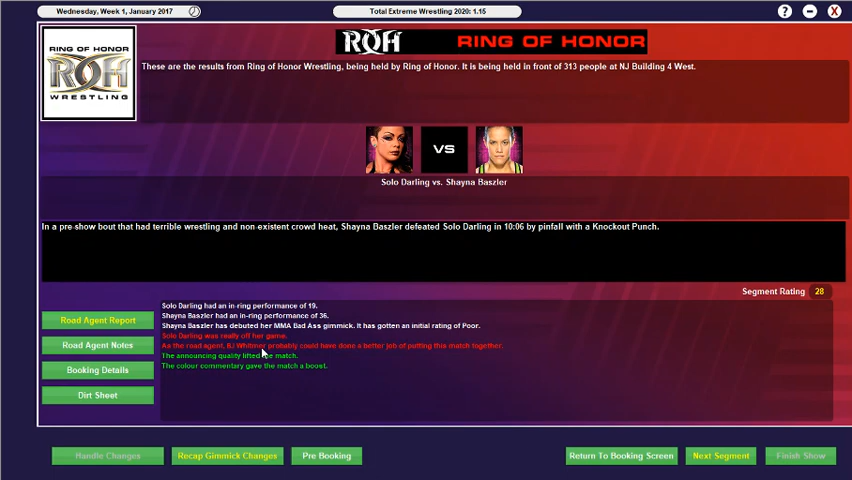 Wednesday, Week 1, January 2017
Total Extreme Wrestling 2020: 1.15
?
X
RING OF HONOR
ROH
WRESTLING
ROH
RING OF HONOR
These are the results from Ring of Honor Wrestling, being held by Ring of Honor. It is being held in front of 313 people at NJ Building 4 West.
VS
Solo Darling vs. Shayna Baszler
In a pre-show bout that had terrible wrestling and non-existent crowd heat, Shayna Baszler defeated Solo Darling in 10:06 by pinfall with a Knockout Punch.
Segment Rating 28
Road Agent Report
Road Agent Notes
Booking Details
Dirt Sheet
Solo Darling had an in-ring performance of 19.
Shayna Baszler had an in-ring performance of 36.
Shayna Baszler has debuted her MMA Bad Ass gimmick. It has gotten an initial rating of Poor.
Solo Darling was really off her game.
As the road agent, BJ Whitmer probably could have done a better job of putting this match together.
The announcing quality lifted the match.
The colour commentary gave the match a boost.
Handle Changes
Recap Gimmick Changes
Pre Booking
Return To Booking Screen
Next Segment
Finish Show